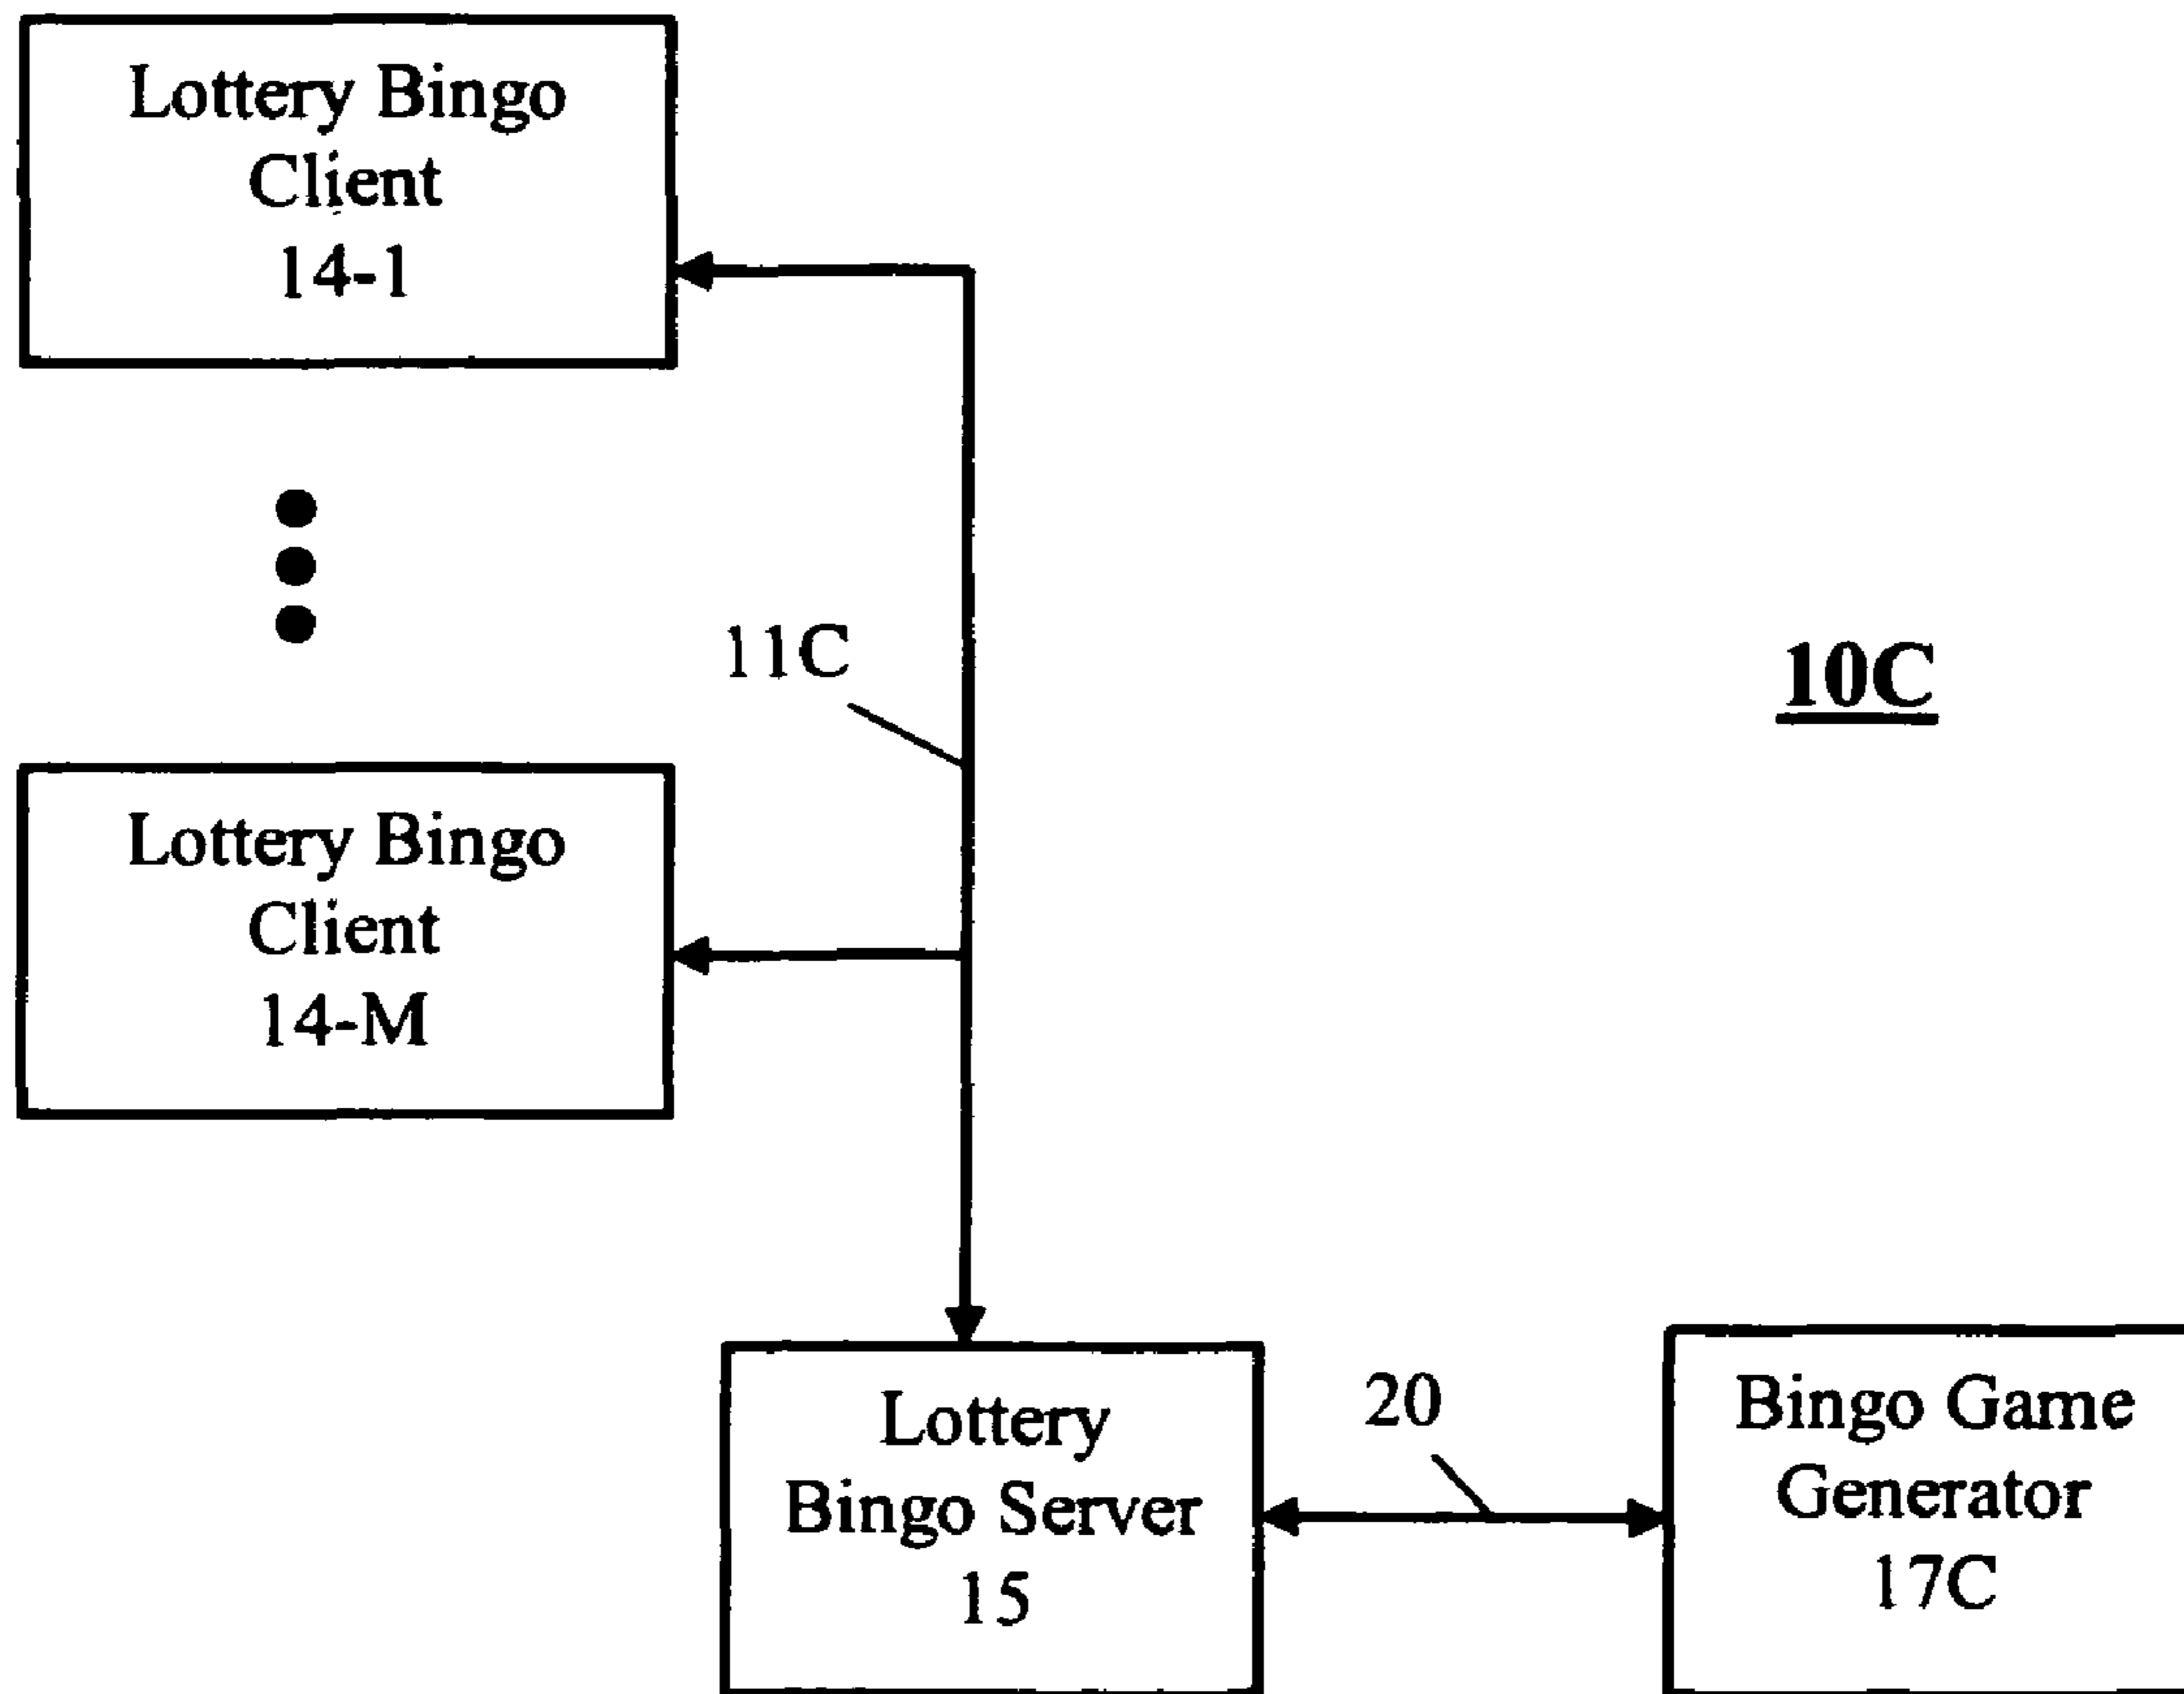 Lottery Bingo
Client
14-1
11C
10C
Lottery Bingo
Client
14-M
Lottery
Bingo Server
15
20
Bingo Game
Generator
17C